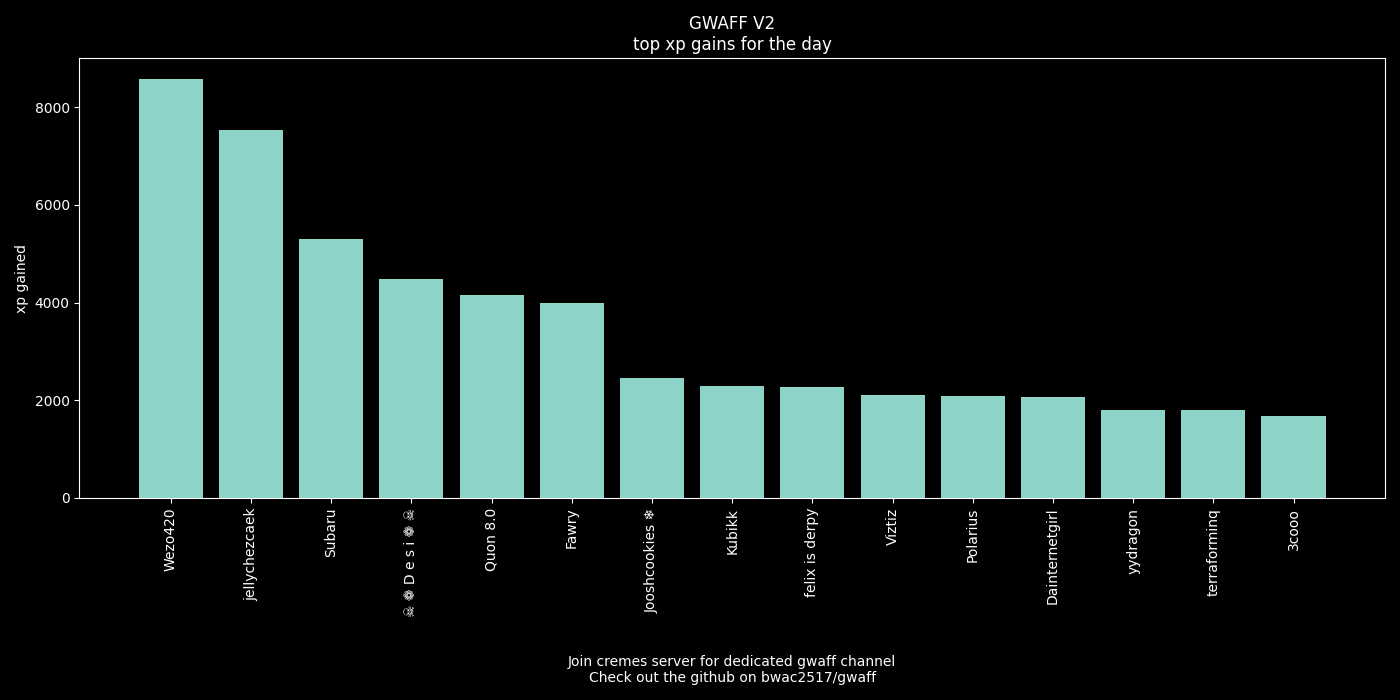 GWAFF V2
top xp gains for the day
xp gained
8000
6000
4000
2000
0
Wezo420
jellychezcaek
Subaru
☠ ❁ D e s i ❁ ☠
Quon 8.0
Fawry
Jooshcookies ❄
Kubikk
felix is derpy
Viztiz
Polarius
Dainternetgirl
yydragon
terraforminq
3cooo
Join cremes server for dedicated gwaff channel
Check out the github on bwac2517/gwaff